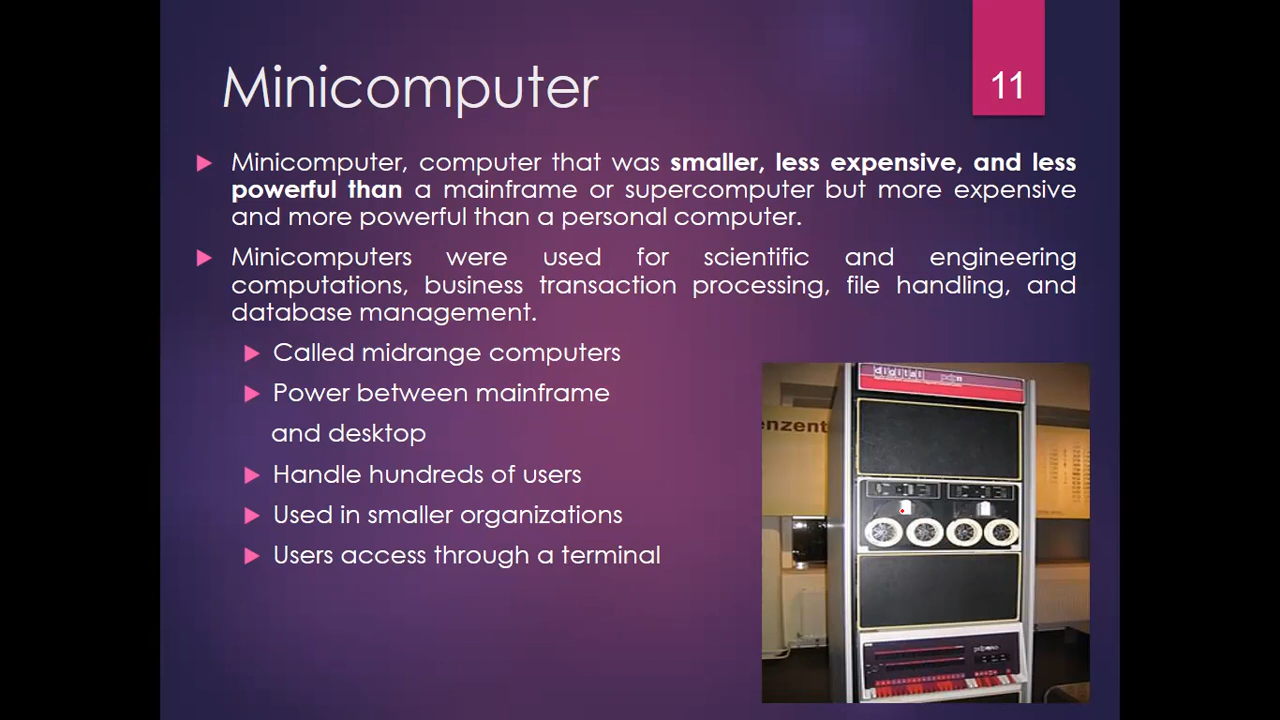 Minicomputer
11
Minicomputer, computer that was smaller, less expensive, and less
powerful than a mainframe or supercomputer but more expensive
and more powerful than a personal computer.
Minicomputers were used for scientific and engineering
computations, business transaction processing, file handling, and
database management.
Called midrange computers
Power between mainframe
and desktop
Handle hundreds of users
Used in smaller organizations
Users access through a terminal
digital
enzent